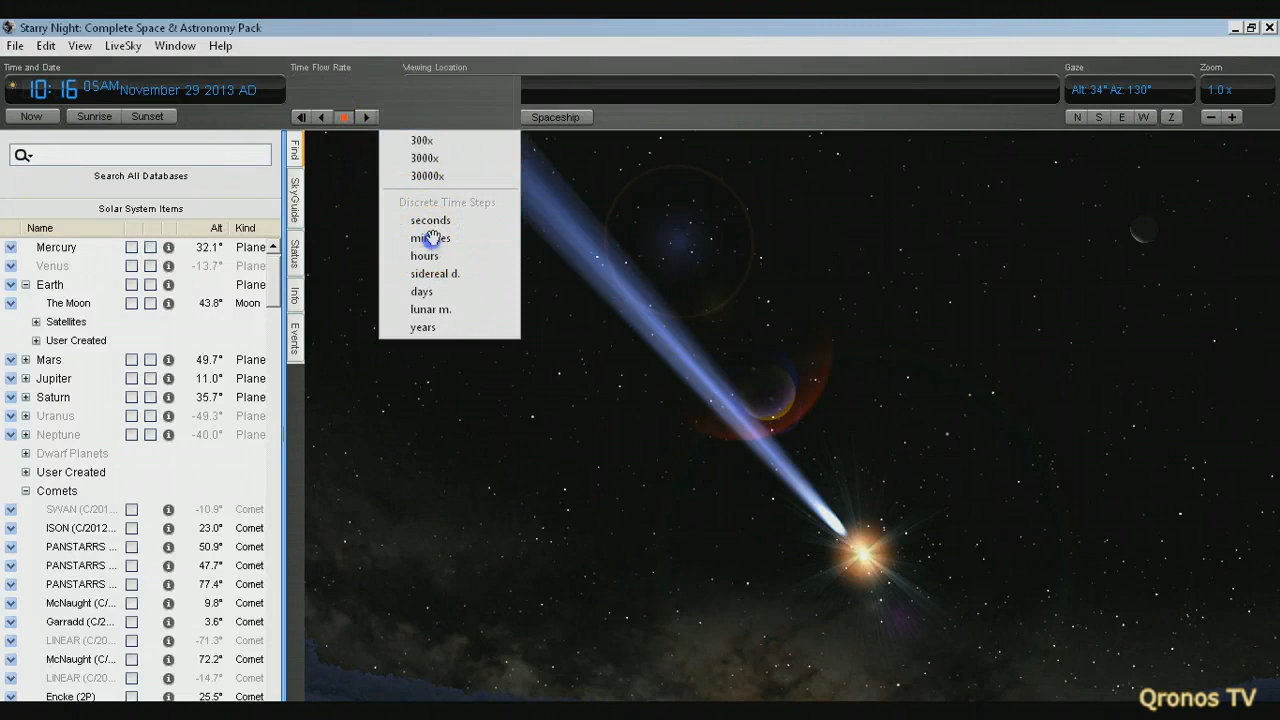 Starry Night: Complete Space & Astronomy Pack
File Edit View LiveSky Window Help
Time and Date Time Flow Rate Viewing Location Gaze Zoom
10:16 05AM November 29 2013 AD Alt: 34° Az: 130° 1.0 x
Now Sunrise Sunset Spaceship N S E W Z
Search All Databases
Solar System Items
Name Alt Kind
Mercury 32.1° Plane
Venus -13.7° Plane
Earth Plane
The Moon 43.8° Moon
Satellites
User Created
Mars 49.7° Plane
Jupiter 11.0° Plane
Saturn 35.7° Plane
Uranus -49.3° Plane
Neptune -40.0° Plane
Dwarf Planets
User Created
Comets
SWAN (C/201... -10.9° Comet
ISON (C/2012... 23.0° Comet
PANSTARRS ... 50.9° Comet
PANSTARRS ... 47.7° Comet
PANSTARRS ... 77.4° Comet
McNaught (C/... 9.8° Comet
Garradd (C/2... 3.6° Comet
LINEAR (C/20... -71.3° Comet
McNaught (C/... 72.2° Comet
LINEAR (C/20... -14.7° Comet
Encke (2P) 25.5° Comet
Find
SkyGuide
Status
Info
Events
300x
3000x
30000x
Discrete Time Steps
seconds
hours
sidereal d.
days
lunar m.
years
Qronos TV